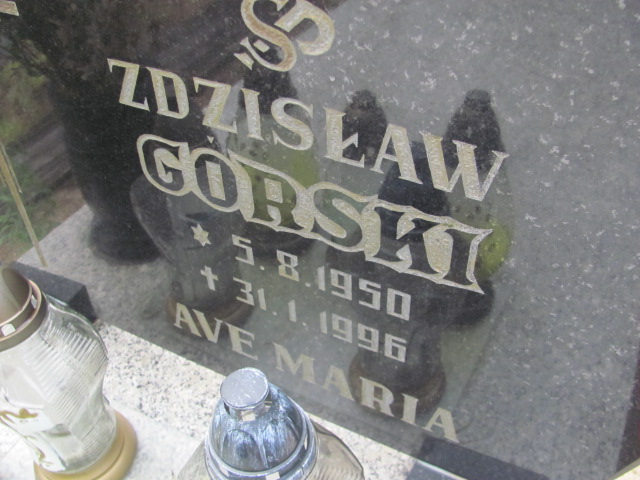 ŚP
ZDZISŁAW
GÓRSKI
* 5.8.1950
✝ 31.1.1996
AVE MARIA